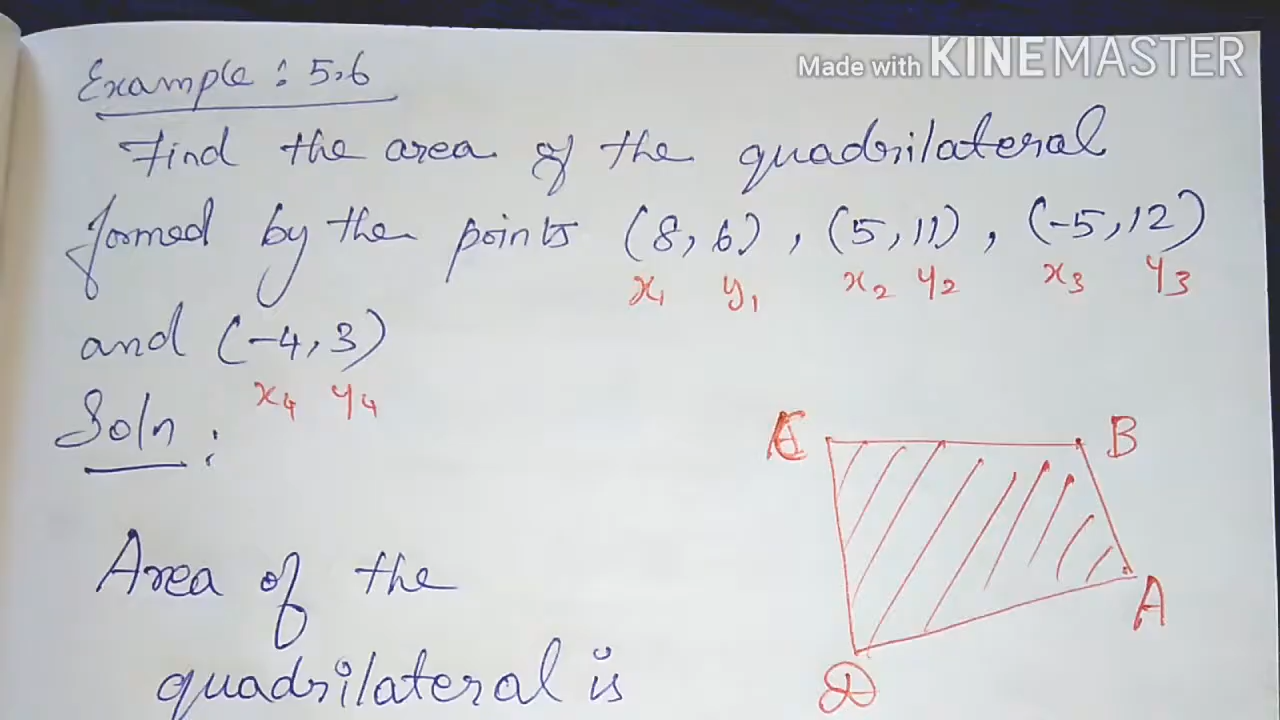 Made with KINEMASTER
Example : 5.6
Find the area of the quadrilateral
formed by the points (8, 6), (5, 11), (-5, 12)
x₁ y₁ x₂ y₂ x₃ y₃
and (-4, 3)
x₄ y₄
Soln :
C B
Area of the
A
quadrilateral is
D